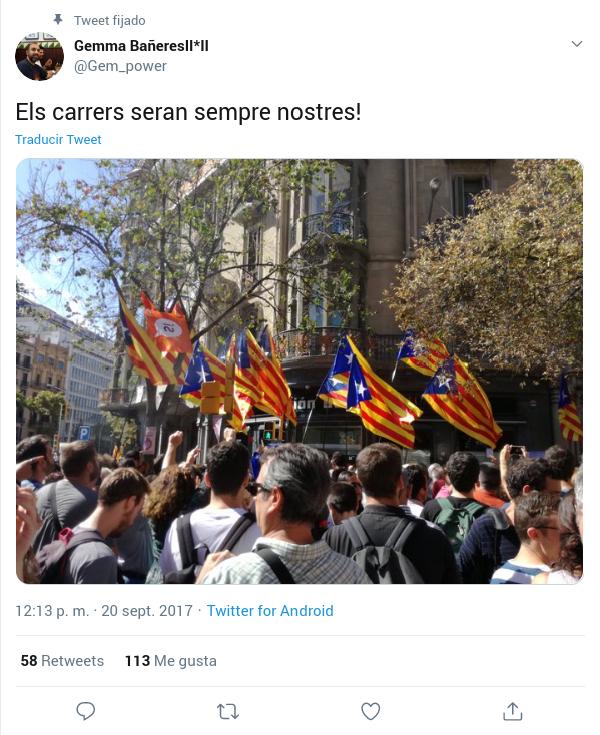 Tweet fijado
Gemma Bañeresll*ll
@Gem_power
Els carrers seran sempre nostres!
Traducir Tweet
12:13 p. m. · 20 sept. 2017 · Twitter for Android
58 Retweets 113 Me gusta